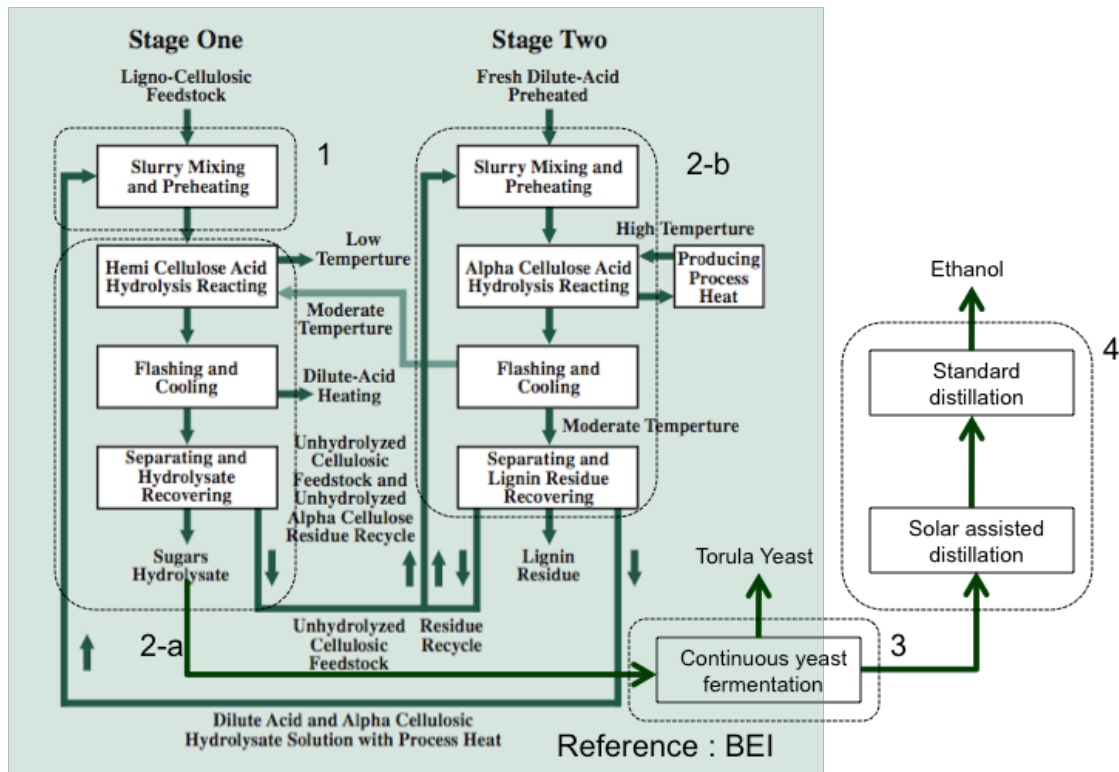 Stage One
Stage Two
Ligno-Cellulosic
Feedstock
Fresh Dilute-Acid
Preheated
1
2-b
Slurry Mixing
and Preheating
Slurry Mixing and
Preheating
Low
Temperture
High Temperture
Hemi Cellulose Acid
Hydrolysis Reacting
Alpha Cellulose Acid
Hydrolysis Reacting
Producing
Process
Heat
Moderate
Temperture
Ethanol
4
Flashing and
Cooling
Dilute-Acid
Heating
Flashing and
Cooling
Standard
distillation
Moderate Temperture
Separating and
Hydrolysate
Recovering
Unhydrolyzed
Cellulosic
Feedstock and
Unhydrolyzed
Alpha Cellulose
Residue Recycle
Separating and
Lignin Residue
Recovering
Solar assisted
distillation
Sugars
Hydrolysate
Lignin
Residue
Torula Yeast
2-a
Unhydrolyzed
Cellulosic
Feedstock
Residue
Recycle
3
Continuous yeast
fermentation
Dilute Acid and Alpha Cellulosic
Hydrolysate Solution with Process Heat
Reference : BEI